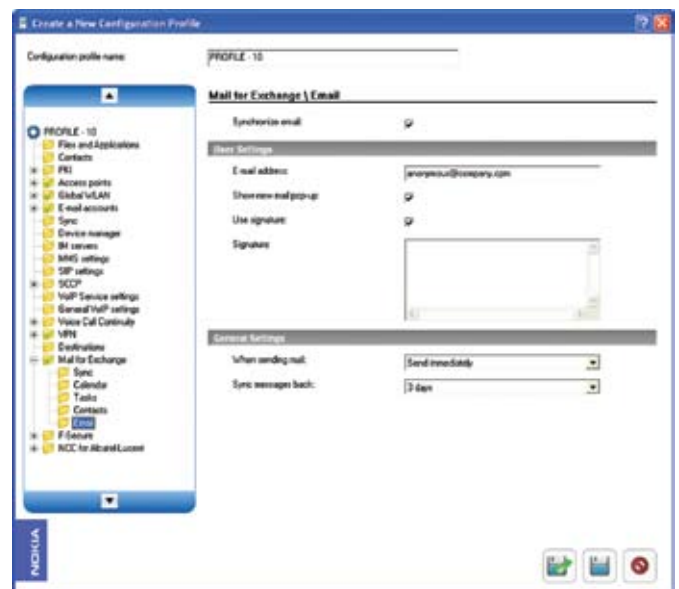 Create a New Configuration Profile
Configuration profile name:
PROFILE - 10
PROFILE - 10
Files and Applications
Contacts
PKI
Access points
Global WLAN
E-mail accounts
Sync
Device manager
IM servers
MMS settings
SIP settings
SCCP
VoIP Service settings
General VoIP settings
Voice Call Continuity
VPN
Destinations
Mail for Exchange
Sync
Calendar
Tasks
Contacts
Email
F-Secure
NCC for Alcatel-Lucent
NOKIA
Mail for Exchange \ Email
Synchronize email:
User Settings
E-mail address:
anonymous@company.com
Show new mail pop-up:
Use signature:
Signature:
General Settings
When sending mail:
Send immediately
Sync messages back:
3 days